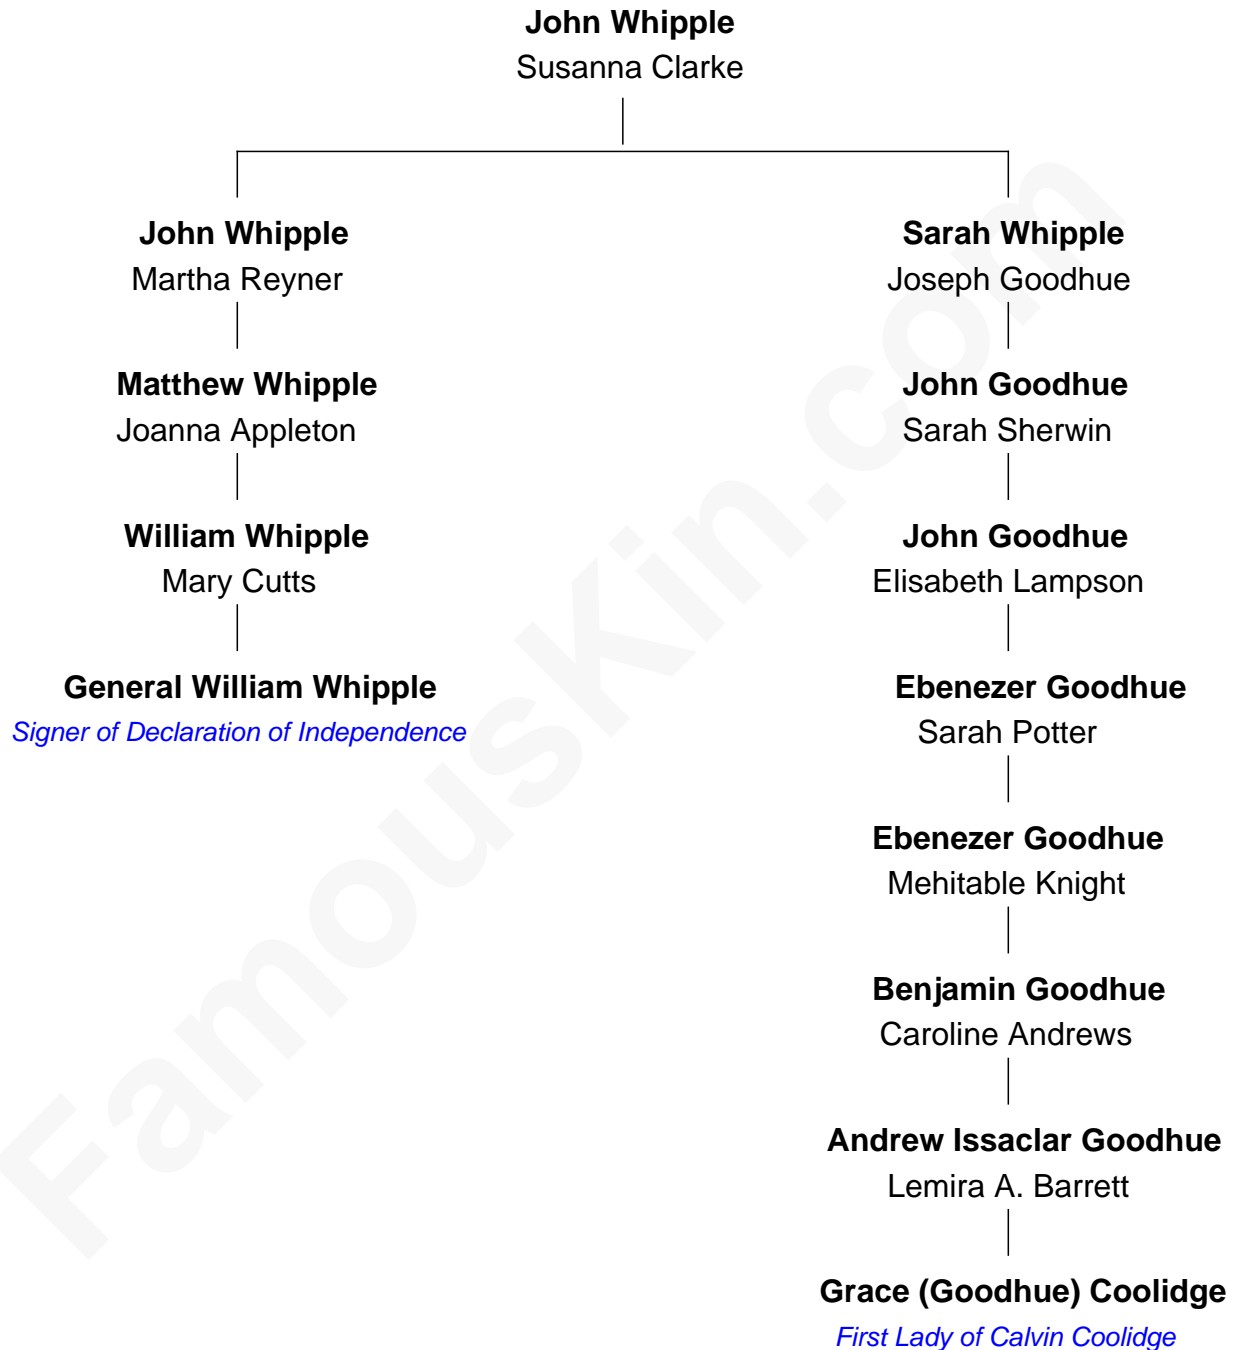 John Whipple
Susanna Clarke
John Whipple
Martha Reyner
Matthew Whipple
Joanna Appleton
William Whipple
Mary Cutts
General William Whipple
Signer of Declaration of Independence
Sarah Whipple
Joseph Goodhue
John Goodhue
Sarah Sherwin
John Goodhue
Elisabeth Lampson
Ebenezer Goodhue
Sarah Potter
Ebenezer Goodhue
Mehitable Knight
Benjamin Goodhue
Caroline Andrews
Andrew Issaclar Goodhue
Lemira A. Barrett
Grace (Goodhue) Coolidge
First Lady of Calvin Coolidge
FamousKin.com